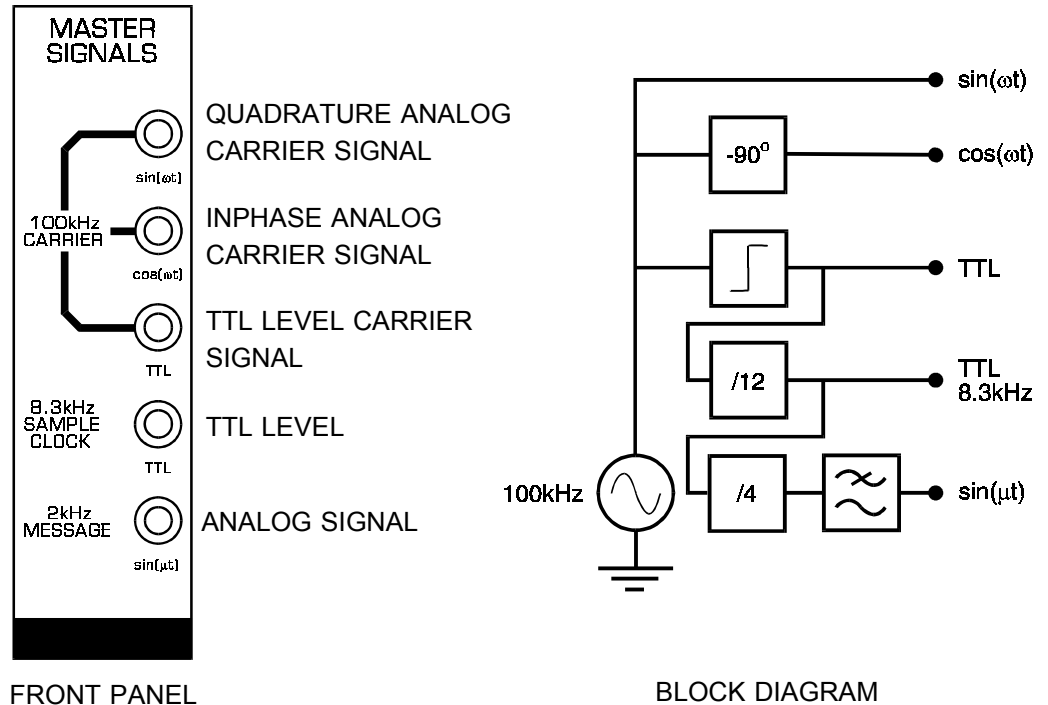 MASTER
SIGNALS
QUADRATURE ANALOG
CARRIER SIGNAL
sin(ωt)
100kHz
CARRIER
INPHASE ANALOG
CARRIER SIGNAL
cos(ωt)
TTL LEVEL CARRIER
SIGNAL
TTL
8.3kHz
SAMPLE
CLOCK
TTL LEVEL
TTL
2kHz
MESSAGE
ANALOG SIGNAL
sin(μt)
FRONT PANEL
sin(ωt)
-90°
cos(ωt)
TTL
/12
TTL
8.3kHz
100kHz
/4
sin(μt)
BLOCK DIAGRAM